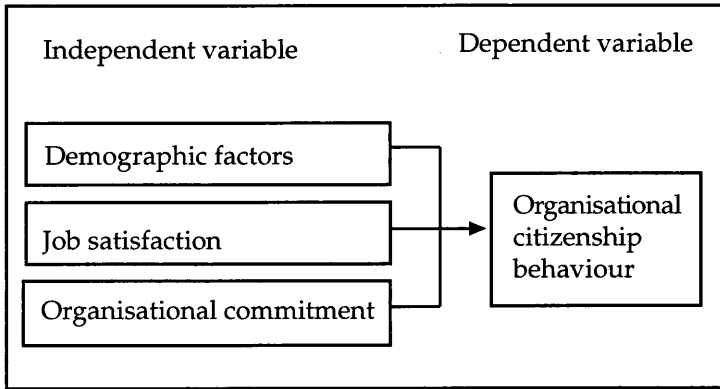 Independent variable
Dependent variable
Demographic factors
Job satisfaction
Organisational commitment
Organisational
citizenship
behaviour